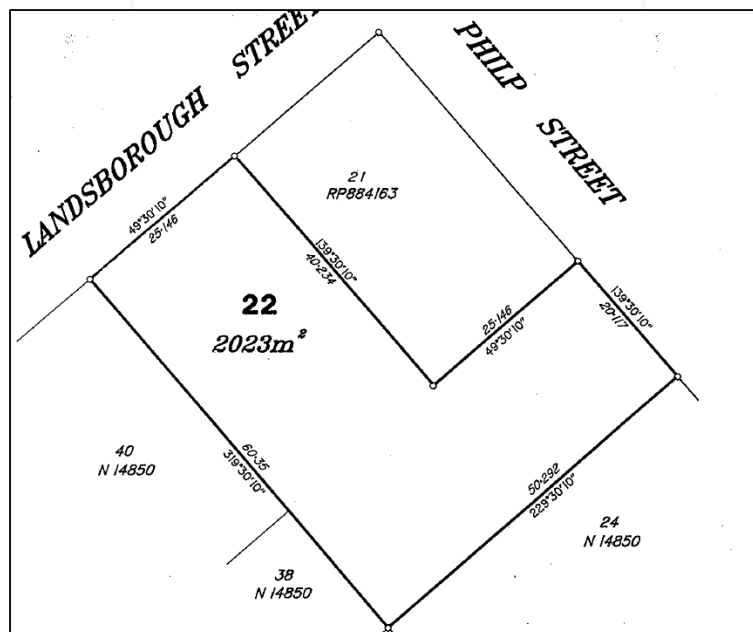 LANDSBOROUGH STREET
PHILP STREET
21
RP884163
49°30'10"
25·146
139°30'10"
40·234
25·146
49°30'10"
139°30'10"
20·117
22
2023m²
60·35
319°30'10"
50·292
229°30'10"
40
N 14850
24
N 14850
38
N 14850